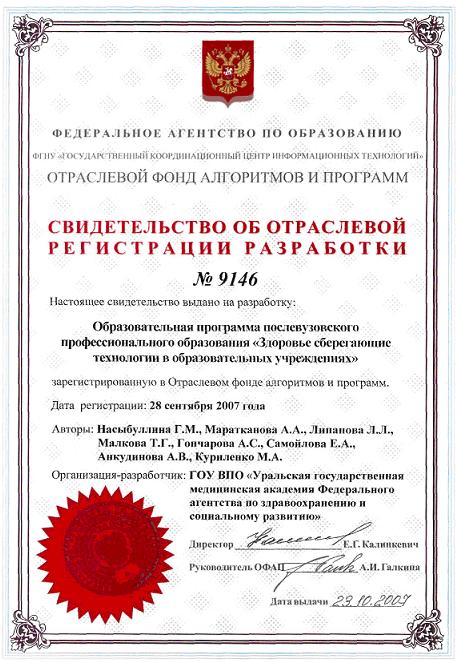 ФЕДЕРАЛЬНОЕ АГЕНТСТВО ПО ОБРАЗОВАНИЮ
ФГНУ «ГОСУДАРСТВЕННЫЙ КООРДИНАЦИОННЫЙ ЦЕНТР ИНФОРМАЦИОННЫХ ТЕХНОЛОГИЙ»
ОТРАСЛЕВОЙ ФОНД АЛГОРИТМОВ И ПРОГРАММ
СВИДЕТЕЛЬСТВО ОБ ОТРАСЛЕВОЙ
РЕГИСТРАЦИИ РАЗРАБОТКИ
№ 9146
Настоящее свидетельство выдано на разработку:
Образовательная программа послевузовского
профессионального образования «Здоровье сберегающие
технологии в образовательных учреждениях»
зарегистрированную в Отраслевом фонде алгоритмов и программ.
Дата регистрации: 28 сентября 2007 года
Авторы: Насыбуллина Г.М., Маратканова А.А., Липанова Л.Л.,
Малкова Т.Г., Гончарова А.С., Самойлова Е.А.,
Анкудинова А.В., Куриленко М.А.
Организация-разработчик: ГОУ ВПО «Уральская государственная
медицинская академия Федерального
агентства по здравоохранению и
социальному развитию»
Директор Е.Г. Калинкевич
Руководитель ОФАП А.И. Галкина
Дата выдачи 29.10.2007